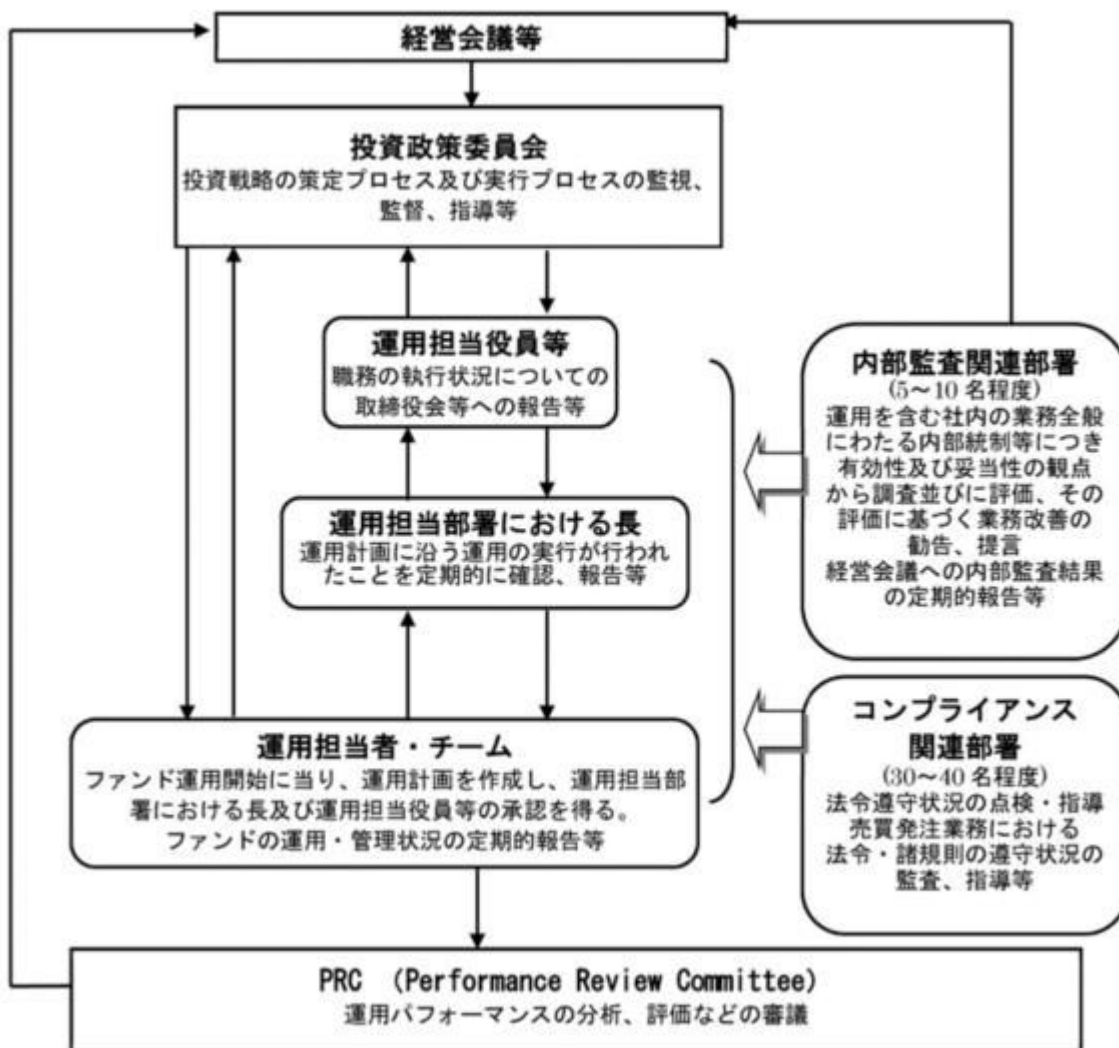 経営会議等
投資政策委員会
投資戦略の策定プロセス及び実行プロセスの監視、
監督、指導等
運用担当役員等
職務の執行状況についての
取締役会等への報告等
運用担当部署における長
運用計画に沿う運用の実行が行われ
たことを定期的に確認、報告等
運用担当者・チーム
ファンド運用開始に当り、運用計画を作成し、運用担当部
署における長及び運用担当役員等の承認を得る。
ファンドの運用・管理状況の定期的報告等
内部監査関連部署
(5～10 名程度)
運用を含む社内の業務全般
にわたる内部統制等につき
有効性及び妥当性の観点
から調査並びに評価、その
評価に基づく業務改善の
勧告、提言
経営会議への内部監査結果
の定期的報告等
コンプライアンス
関連部署
(30～40 名程度)
法令遵守状況の点検・指導
売買発注業務における
法令・諸規則の遵守状況の
監査、指導等
PRC （Performance Review Committee）
運用パフォーマンスの分析、評価などの審議